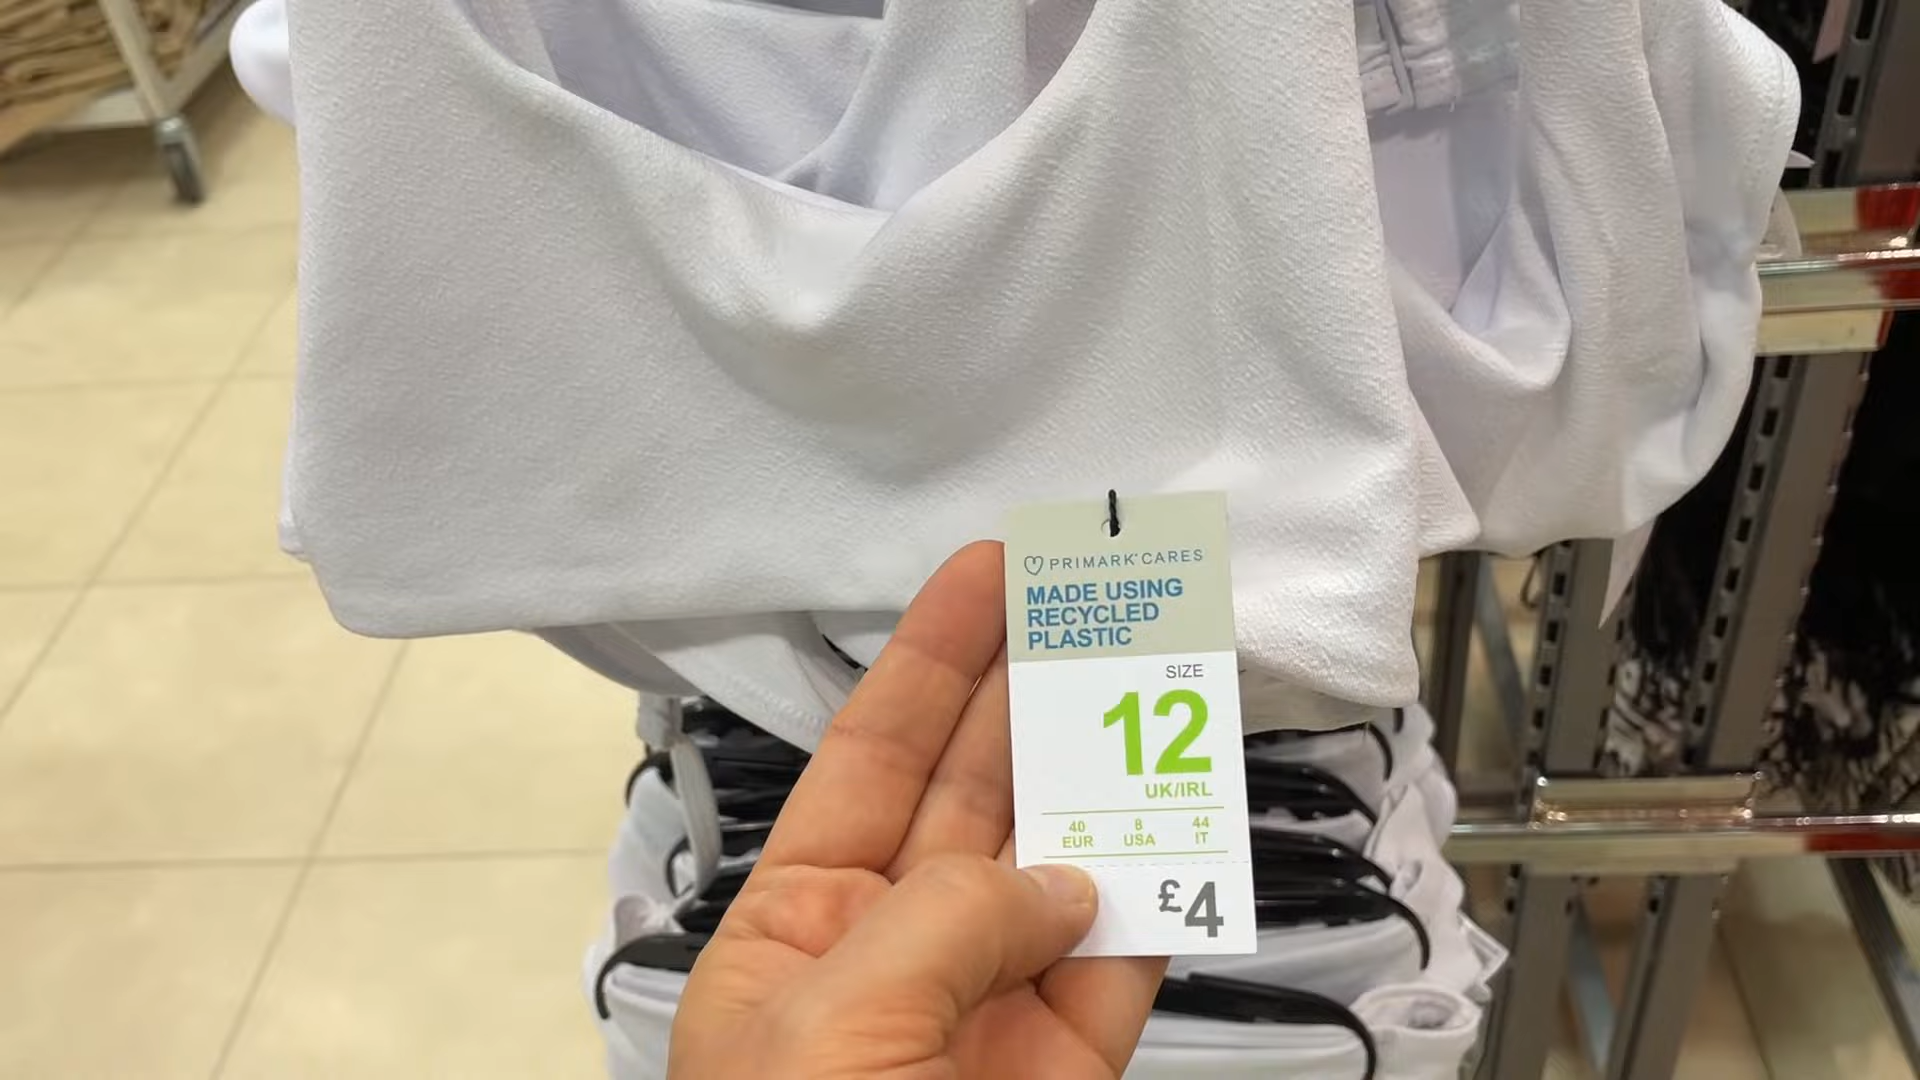 PRIMARK® CARES
MADE USING
RECYCLED
PLASTIC
SIZE
12
UK/IRL
40 8 44
EUR USA IT
£4